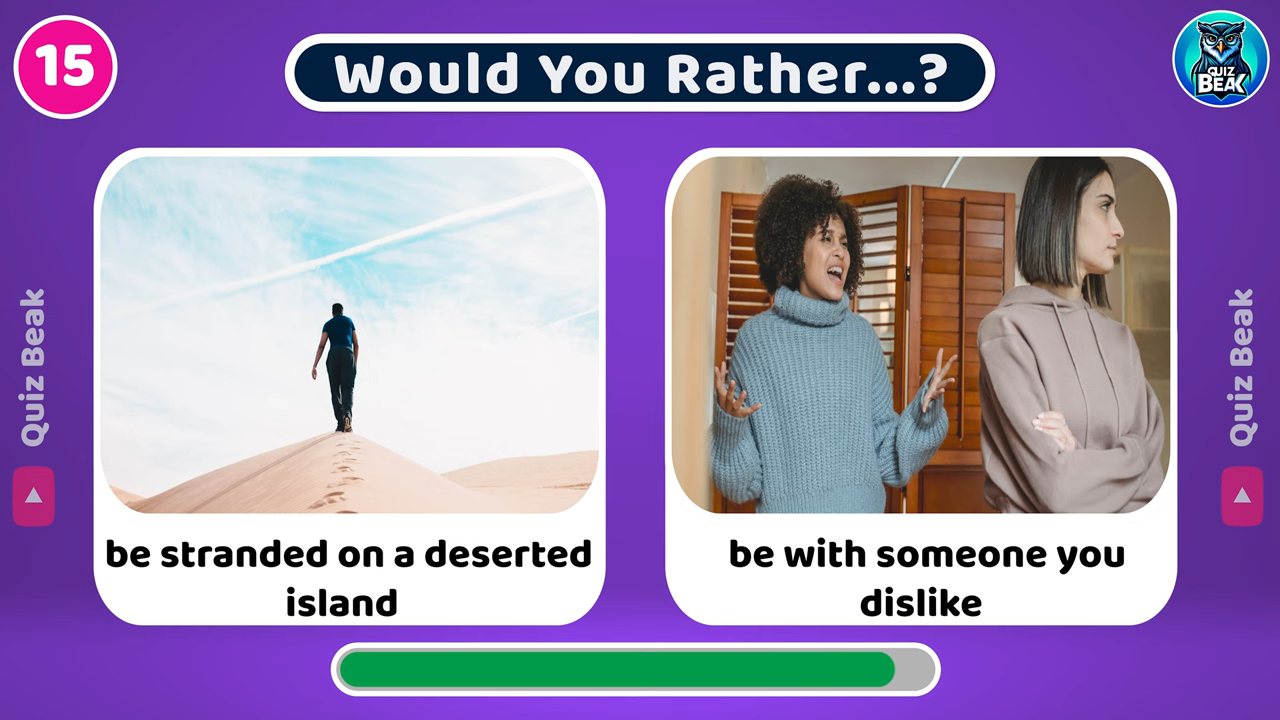 15
Would You Rather...?
QUIZ
BEAK
Quiz Beak
Quiz Beak
be stranded on a deserted
island
be with someone you
dislike